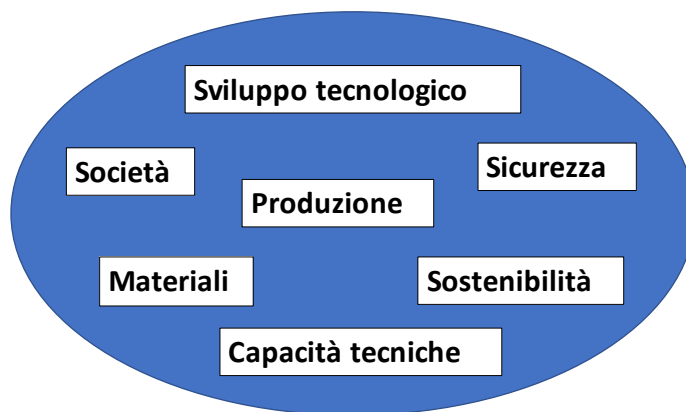 Sviluppo tecnologico
Società
Sicurezza
Produzione
Materiali
Sostenibilità
Capacità tecniche